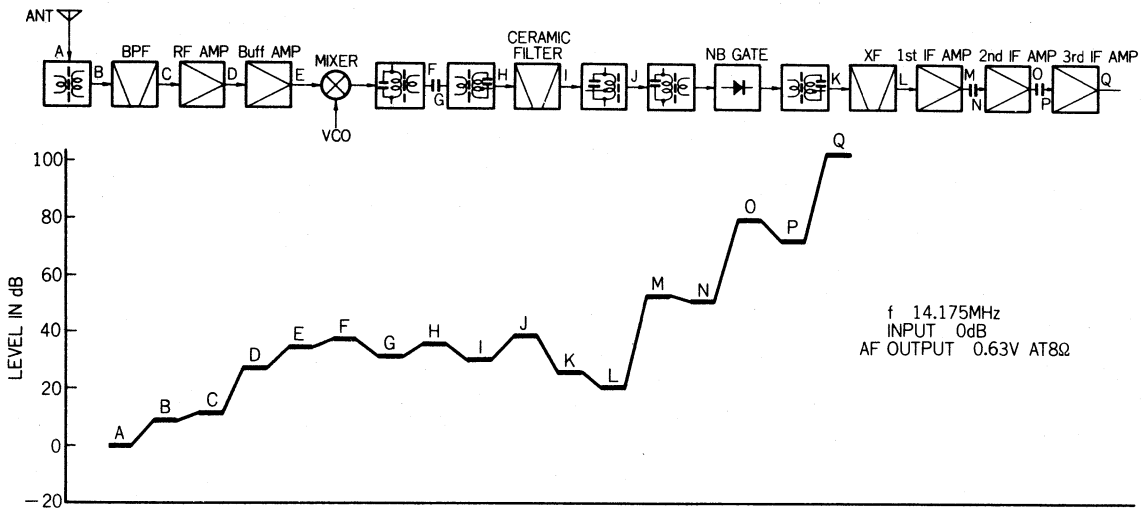 ANT
A
BPF
RF AMP
Buff AMP
MIXER
CERAMIC
FILTER
NB GATE
XF
1st IF AMP
2nd IF AMP
3rd IF AMP
B
C
D
E
F
G
H
I
J
K
L
M
N
O
P
Q
VCO
LEVEL IN dB
100
80
60
40
20
0
−20
A
B
C
D
E
F
G
H
I
J
K
L
M
N
O
P
Q
f 14.175MHz
INPUT 0dB
AF OUTPUT 0.63V AT8Ω